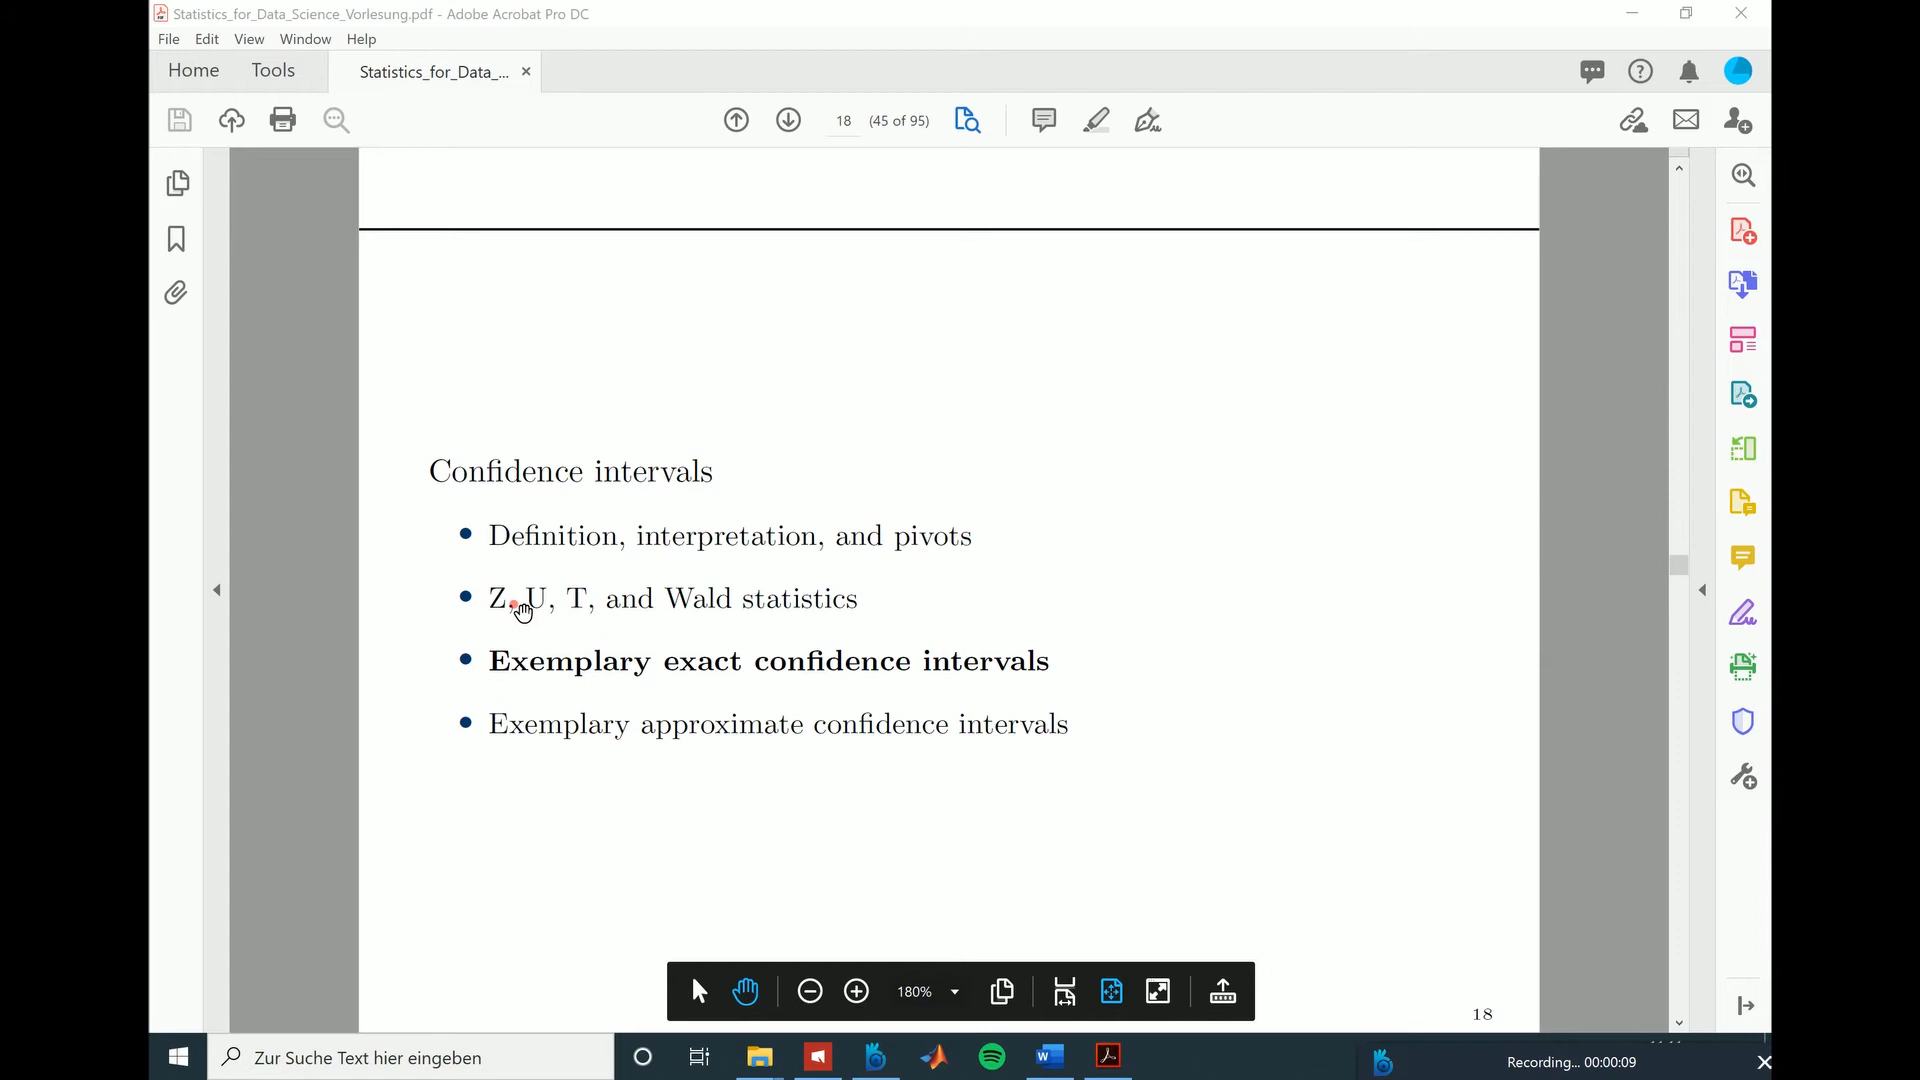 Statistics_for_Data_Science_Vorlesung.pdf - Adobe Acrobat Pro DC
File Edit View Window Help
Home Tools Statistics_for_Data_... ×
18 (45 of 95)
Confidence intervals
• Definition, interpretation, and pivots
• Z, U, T, and Wald statistics
• Exemplary exact confidence intervals
• Exemplary approximate confidence intervals
180%
18
Zur Suche Text hier eingeben
Recording... 00:00:09